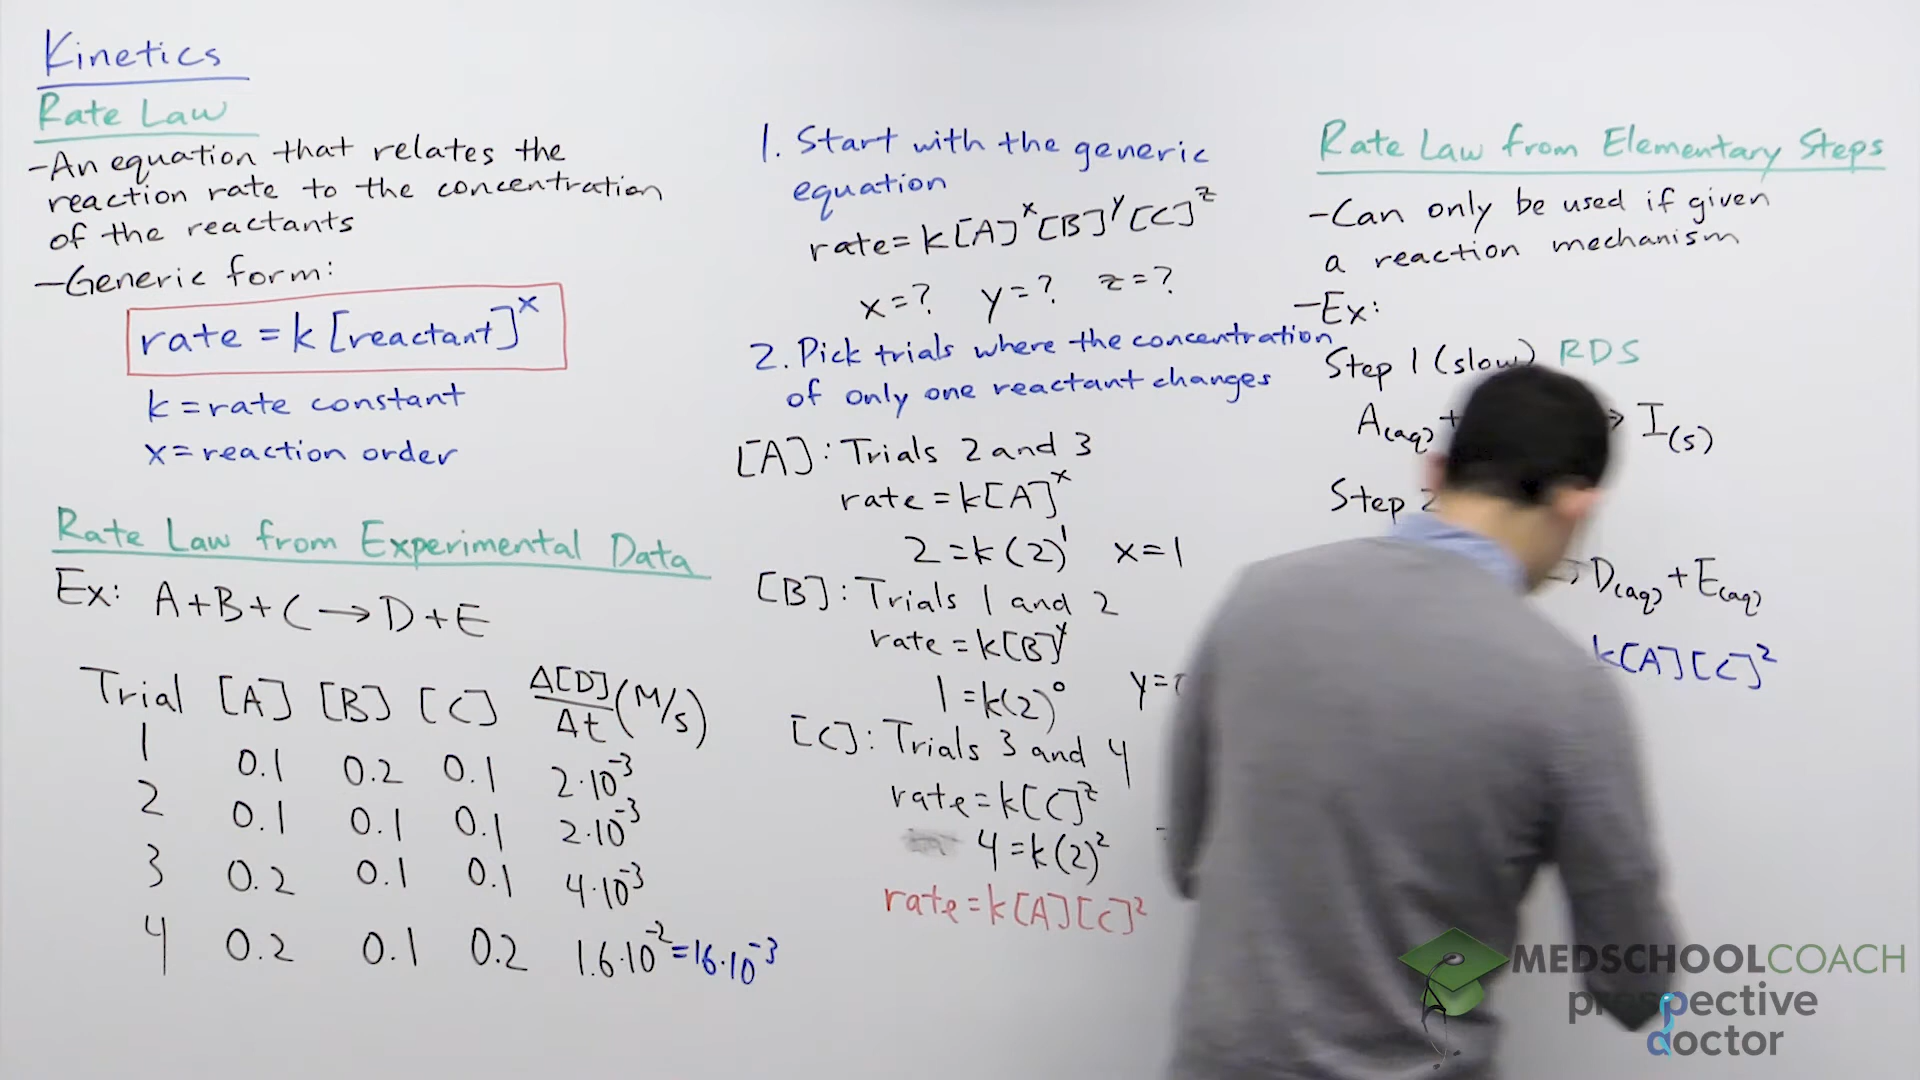 Kinetics
Rate Law
-An equation that relates the
reaction rate to the concentration
of the reactants
-Generic form:
rate = k [reactant]^x
k = rate constant
x = reaction order
Rate Law from Experimental Data
Ex: A+B+C→D+E
Trial [A] [B] [C] Δ[D]/Δt (M/s)
1 0.1 0.2 0.1 2·10^-3
2 0.1 0.1 0.1 2·10^-3
3 0.2 0.1 0.1 4·10^-3
4 0.2 0.1 0.2 1.6·10^-2=16·10^-3
1. Start with the generic
equation
rate=k[A]^x[B]^y[C]^z
x=? y=? z=?
2. Pick trials where the concentration
of only one reactant changes
[A]: Trials 2 and 3
rate=k[A]^x
2=k(2)^1 x=1
[B]: Trials 1 and 2
rate=k[B]^y
1=k(2)^0 y=
[C]: Trials 3 and 4
rate=k[C]^z
4=k(2)^2
rate=k[A][C]^2
Rate Law from Elementary Steps
-Can only be used if given
a reaction mechanism
-Ex:
Step 1 (slow) RDS
A(aq)+ → I(s)
Step 2
→ D(aq)+E(aq)
k[A][C]^2
MEDSCHOOLCOACH
prospective
doctor